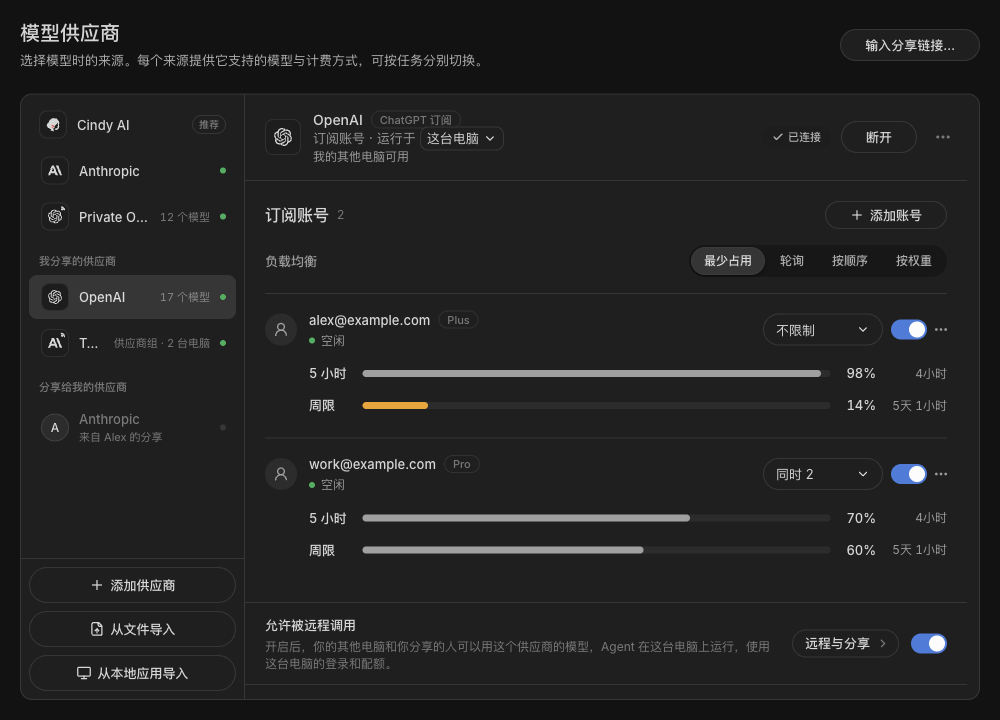 模型供应商
选择模型时的来源。每个来源提供它支持的模型与计费方式，可按任务分别切换。
输入分享链接...
Cindy AI 推荐
Anthropic
Private O... 12 个模型
我分享的供应商
OpenAI 17 个模型
T... 供应商组 · 2 台电脑
分享给我的供应商
A Anthropic
来自 Alex 的分享
添加供应商
从文件导入
从本地应用导入
OpenAI ChatGPT 订阅
订阅账号 · 运行于 这台电脑
我的其他电脑可用
已连接 断开
订阅账号 2
添加账号
负载均衡
最少占用 轮询 按顺序 按权重
alex@example.com Plus
空闲
不限制
5 小时 98% 4小时
周限 14% 5天 1小时
work@example.com Pro
空闲
同时 2
5 小时 70% 4小时
周限 60% 5天 1小时
允许被远程调用
开启后，你的其他电脑和你分享的人可以用这个供应商的模型，Agent 在这台电脑上运行，使用
这台电脑的登录和配额。
远程与分享